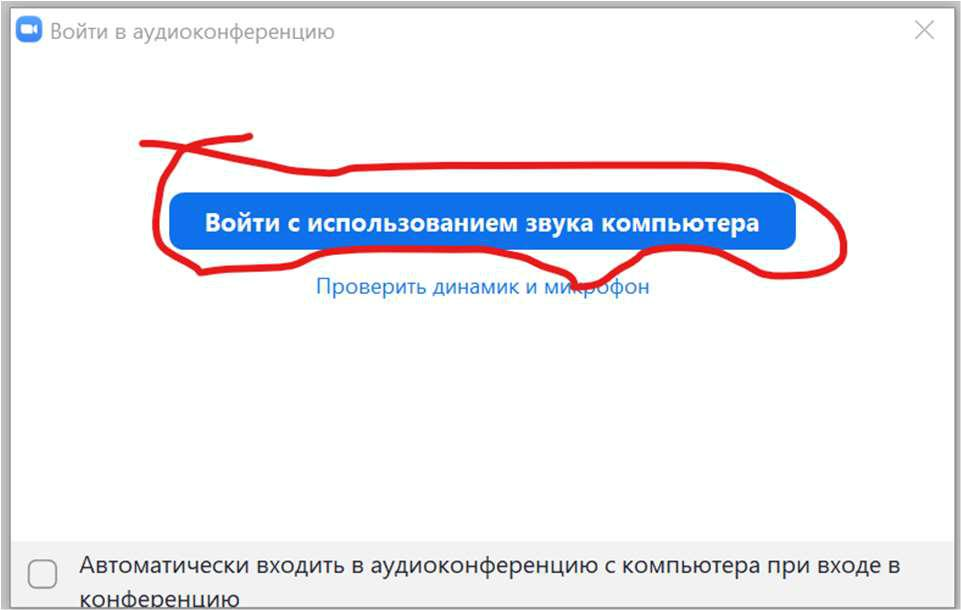 Войти в аудиоконференцию
Войти с использованием звука компьютера
Проверить динамик и микрофон
Автоматически входить в аудиоконференцию с компьютера при входе в
конференцию